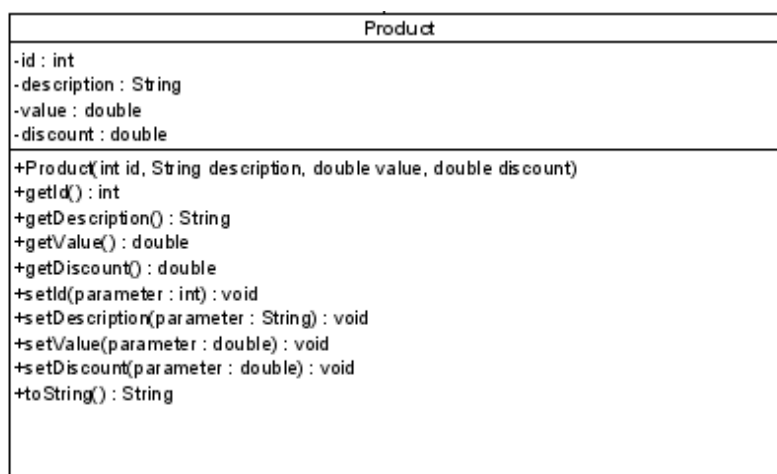 Product
-id : int
-description : String
-value : double
-discount : double
+Product(int id, String description, double value, double discount)
+getId() : int
+getDescription() : String
+getValue() : double
+getDiscount() : double
+setId(parameter : int) : void
+setDescription(parameter : String) : void
+setValue(parameter : double) : void
+setDiscount(parameter : double) : void
+toString() : String